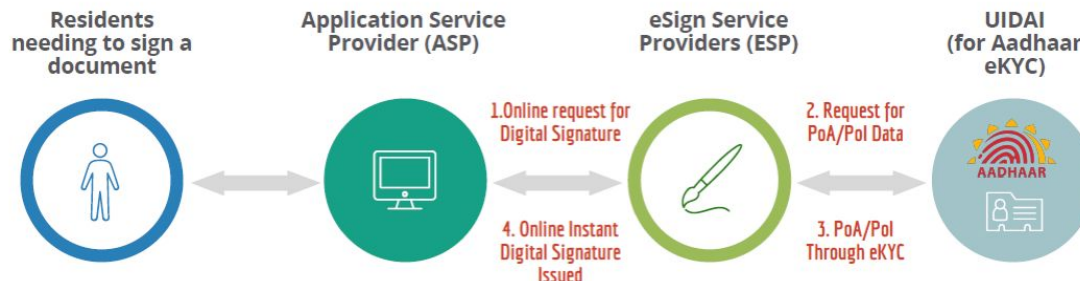 Residents
needing to sign a
document
Application Service
Provider (ASP)
eSign Service
Providers (ESP)
UIDAI
(for Aadhaar
eKYC)
1.Online request for
Digital Signature
2. Request for
PoA/PoI Data
AADHAAR
4. Online Instant
Digital Signature
Issued
3. PoA/PoI
Through eKYC